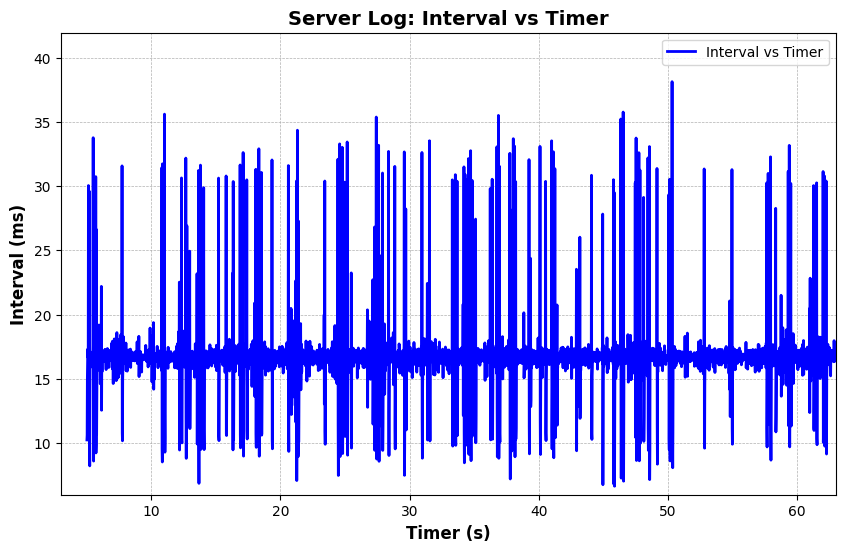 Server Log: Interval vs Timer
Interval vs Timer
40
35
30
25
20
15
10
Interval (ms)
10 20 30 40 50 60
Timer (s)